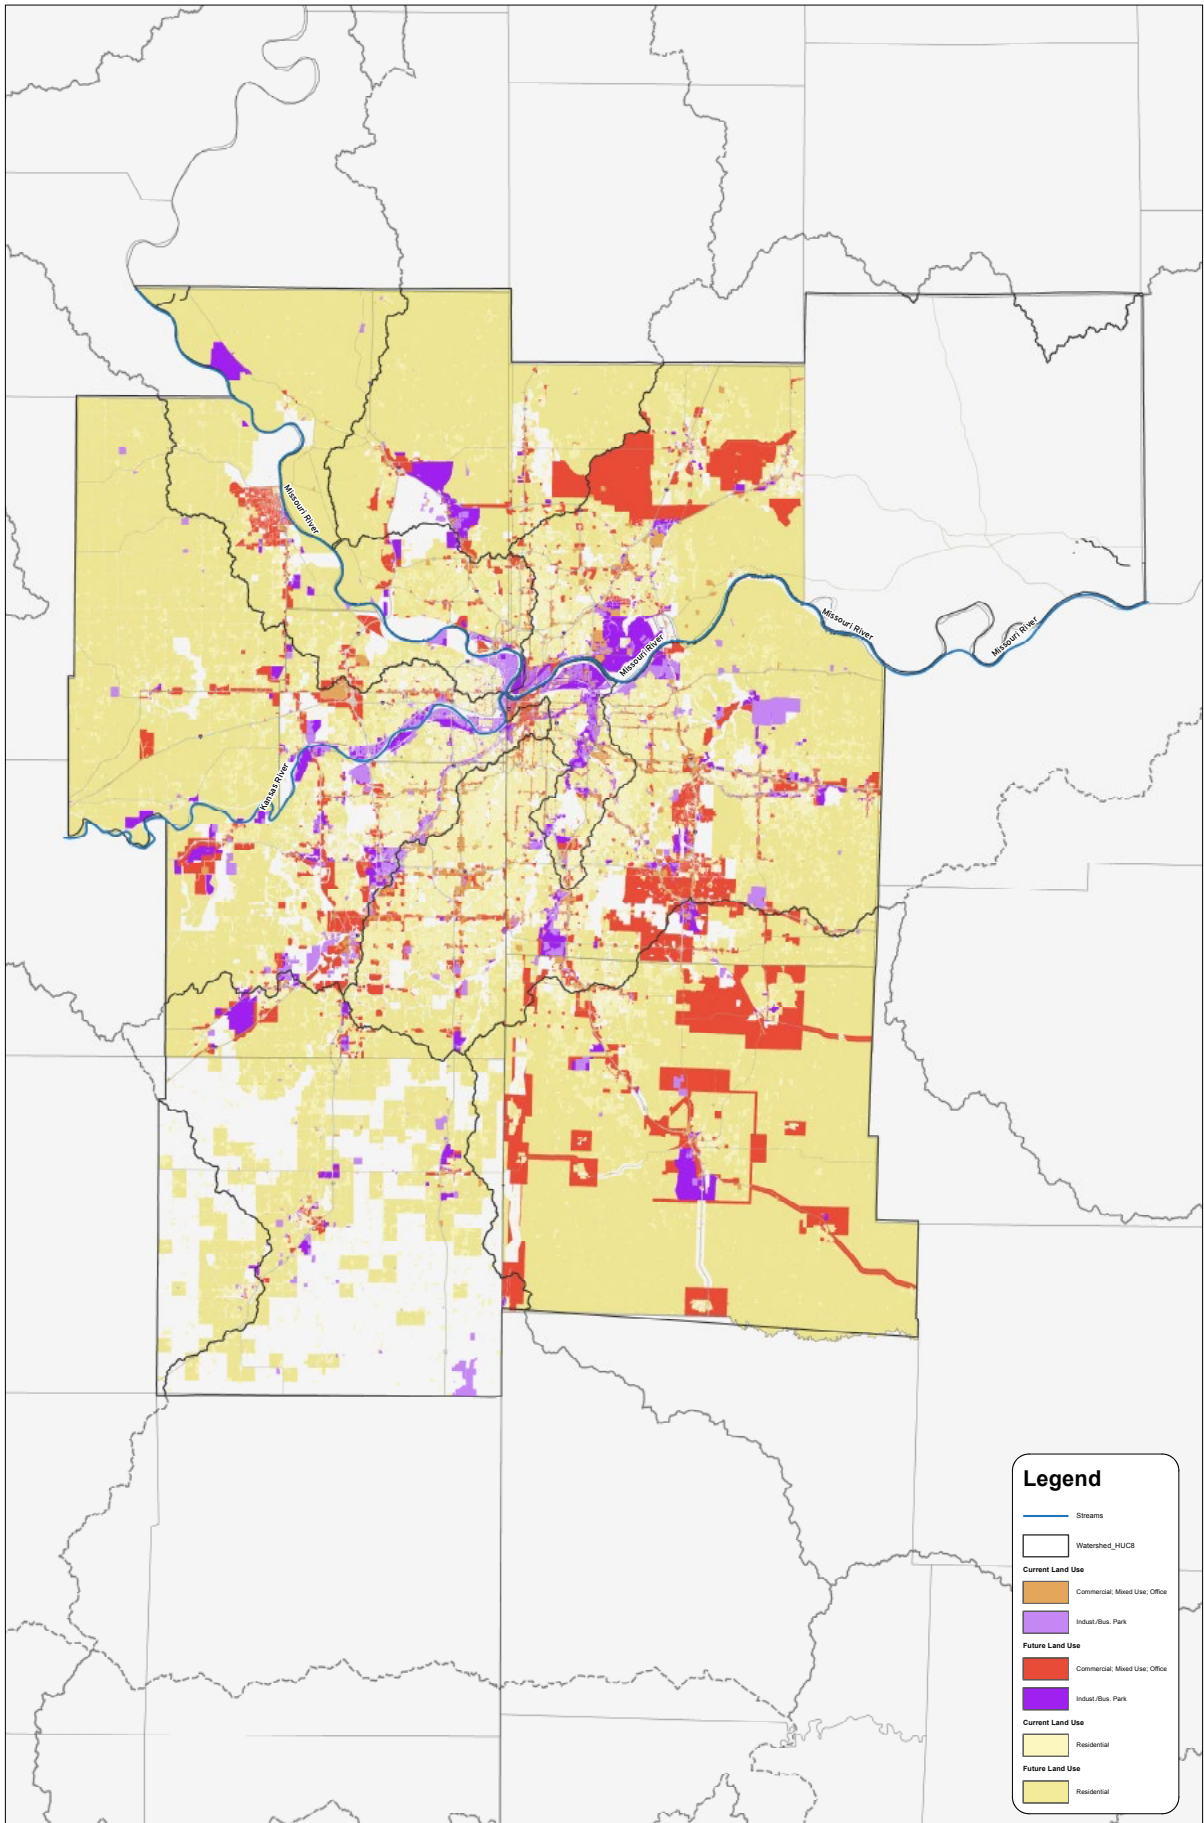 Missouri River
Missouri River
Missouri River
Missouri River
Kansas River
Legend
Streams
Watershed_HUC8
Current Land Use
Commercial; Mixed Use; Office
Indust./Bus. Park
Future Land Use
Commercial; Mixed Use; Office
Indust./Bus. Park
Current Land Use
Residential
Future Land Use
Residential